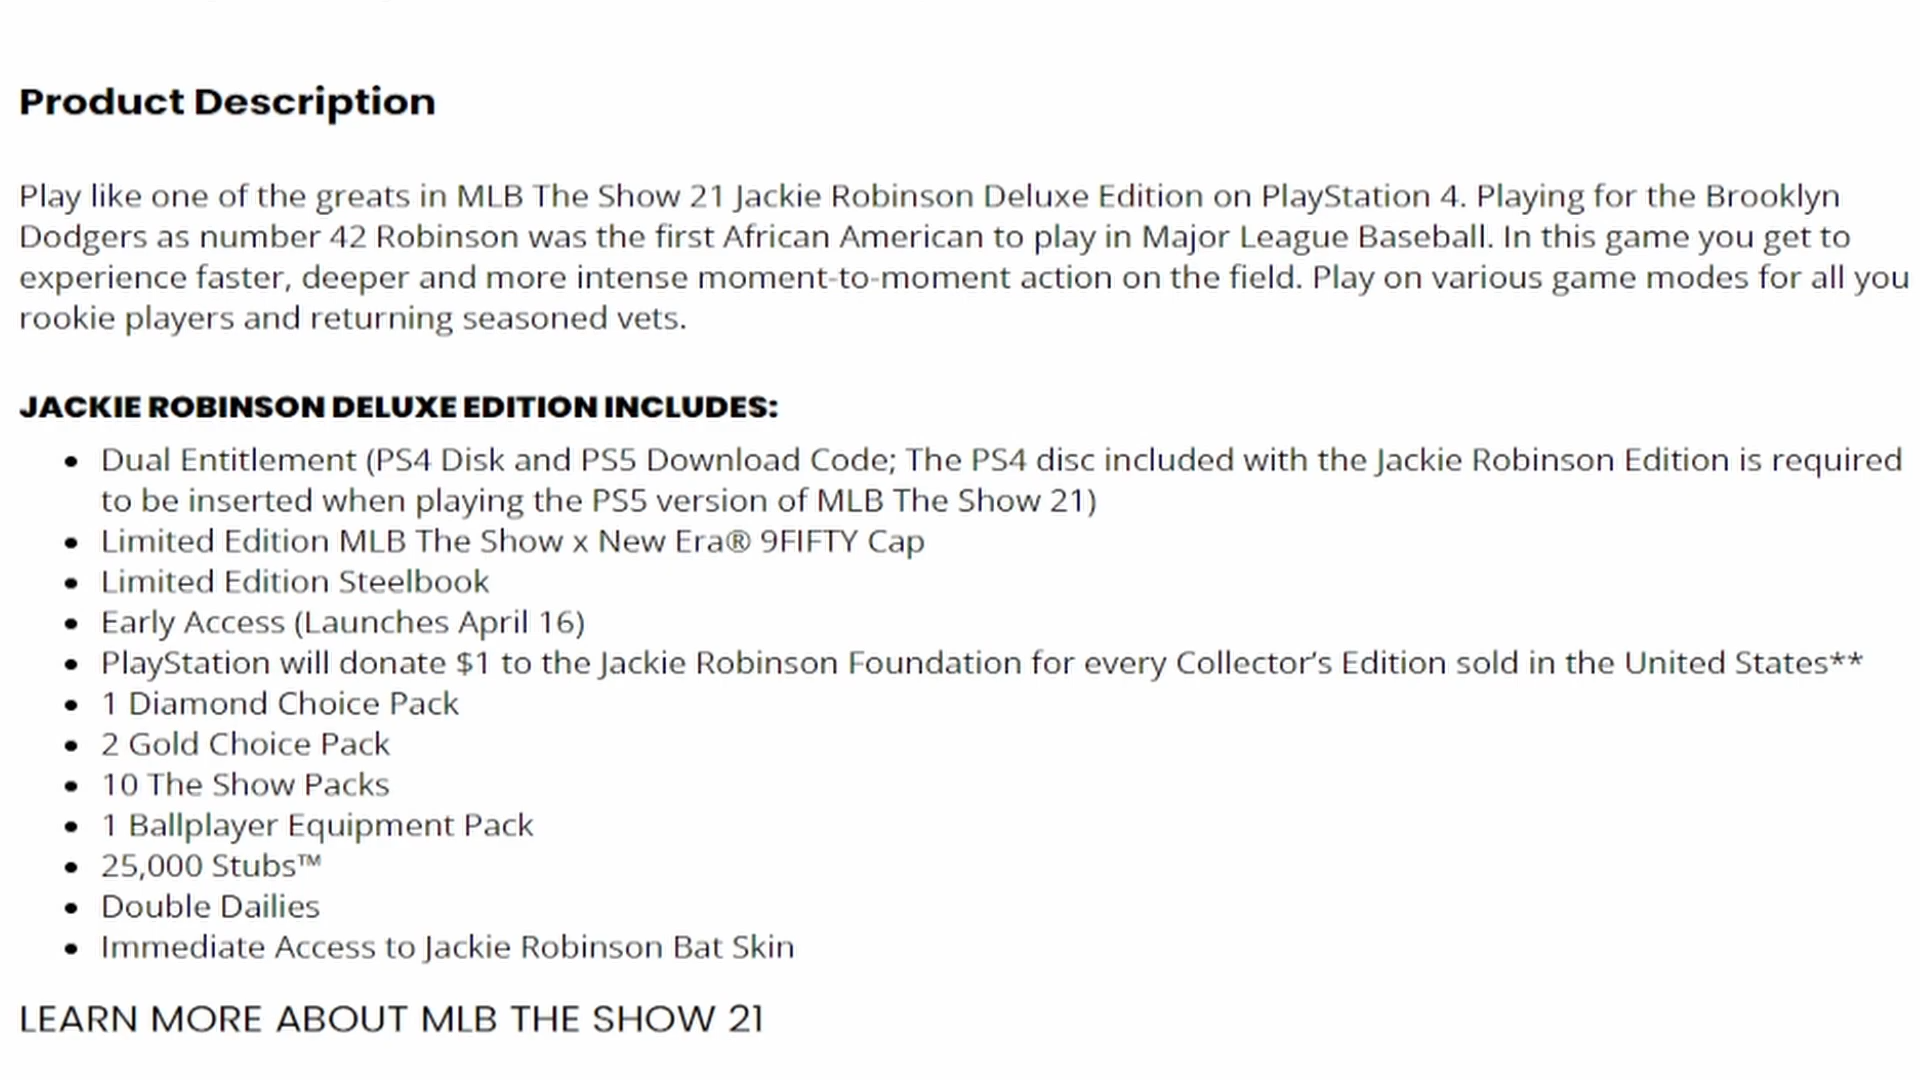 Product Description
Play like one of the greats in MLB The Show 21 Jackie Robinson Deluxe Edition on PlayStation 4. Playing for the Brooklyn
Dodgers as number 42 Robinson was the first African American to play in Major League Baseball. In this game you get to
experience faster, deeper and more intense moment-to-moment action on the field. Play on various game modes for all you
rookie players and returning seasoned vets.
JACKIE ROBINSON DELUXE EDITION INCLUDES:
• Dual Entitlement (PS4 Disk and PS5 Download Code; The PS4 disc included with the Jackie Robinson Edition is required
to be inserted when playing the PS5 version of MLB The Show 21)
• Limited Edition MLB The Show x New Era® 9FIFTY Cap
• Limited Edition Steelbook
• Early Access (Launches April 16)
• PlayStation will donate $1 to the Jackie Robinson Foundation for every Collector’s Edition sold in the United States**
• 1 Diamond Choice Pack
• 2 Gold Choice Pack
• 10 The Show Packs
• 1 Ballplayer Equipment Pack
• 25,000 Stubs™
• Double Dailies
• Immediate Access to Jackie Robinson Bat Skin
LEARN MORE ABOUT MLB THE SHOW 21